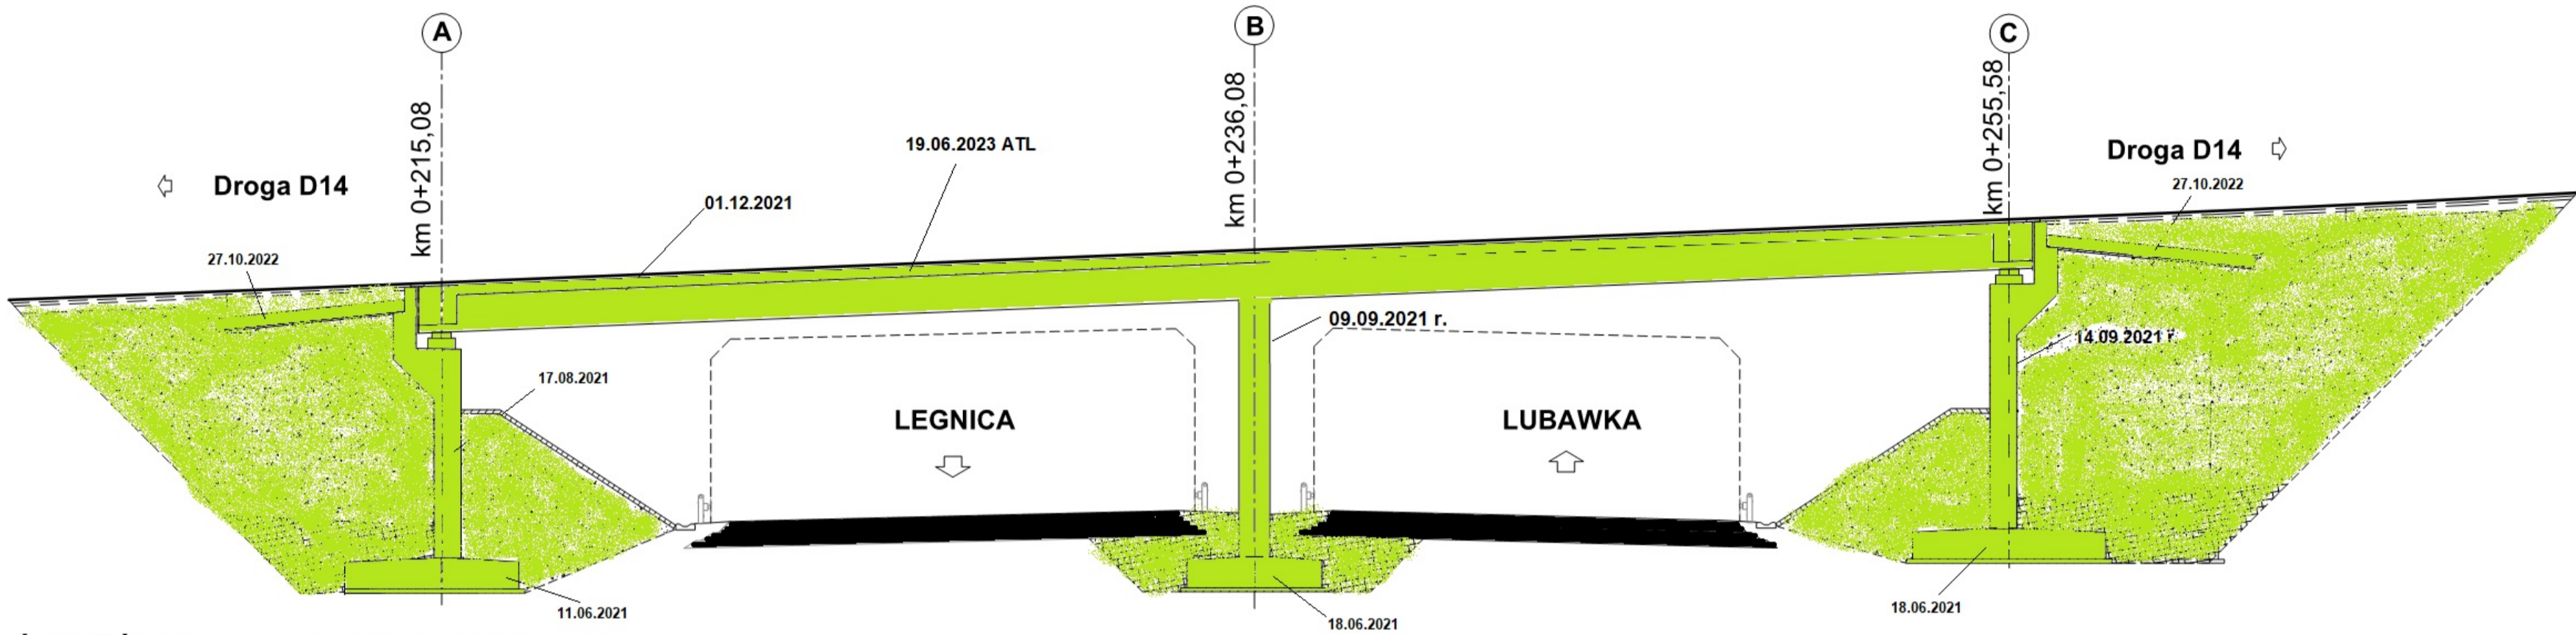 A
B
C
km 0+215,08
km 0+236,08
km 0+255,58
19.06.2023 ATL
Droga D14
Droga D14
01.12.2021
27.10.2022
27.10.2022
09.09.2021 r.
14.09.2021 r
17.08.2021
LEGNICA
LUBAWKA
11.06.2021
18.06.2021
18.06.2021